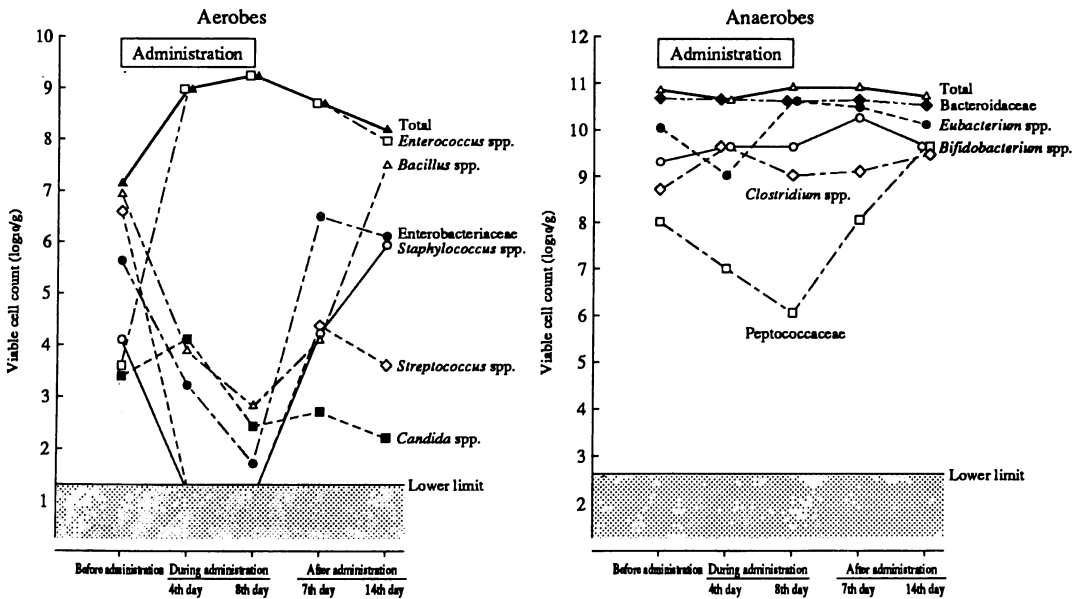 Aerobes
10
9
8
7
6
5
4
3
2
1
Viable cell count (log10/g)
Administration
Total
Enterococcus spp.
Bacillus spp.
Enterobacteriaceae
Staphylococcus spp.
Streptococcus spp.
Candida spp.
Lower limit
Before administration
During administration
After administration
4th day
8th day
7th day
14th day
Anaerobes
12
11
10
9
8
7
6
5
4
3
2
Viable cell count (log10/g)
Administration
Total
Bacteroidaceae
Eubacterium spp.
Bifidobacterium spp.
Clostridium spp.
Peptococcaceae
Lower limit
Before administration
During administration
After administration
4th day
8th day
7th day
14th day